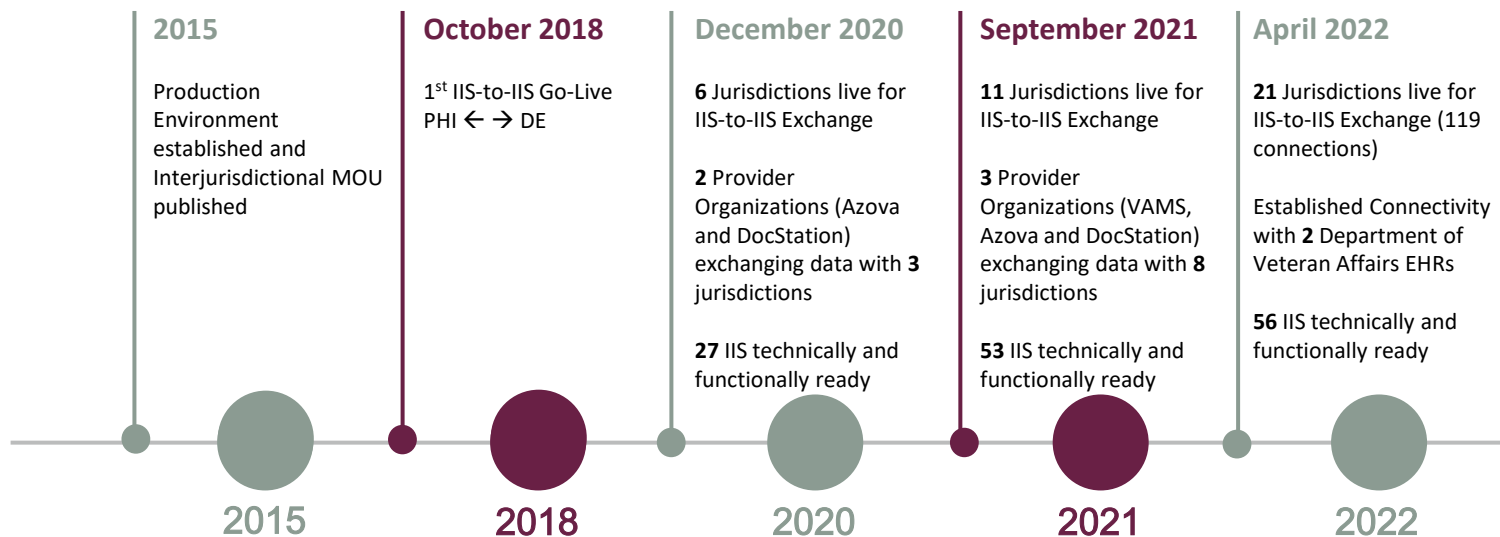 2015
Production
Environment
established and
Interjurisdictional MOU
published
October 2018
1st IIS-to-IIS Go-Live
PHI ← → DE
December 2020
6 Jurisdictions live for
IIS-to-IIS Exchange
2 Provider
Organizations (Azova
and DocStation)
exchanging data with 3
jurisdictions
27 IIS technically and
functionally ready
September 2021
11 Jurisdictions live for
IIS-to-IIS Exchange
3 Provider
Organizations (VAMS,
Azova and DocStation)
exchanging data with 8
jurisdictions
53 IIS technically and
functionally ready
April 2022
21 Jurisdictions live for
IIS-to-IIS Exchange (119
connections)
Established Connectivity
with 2 Department of
Veteran Affairs EHRs
56 IIS technically and
functionally ready
2015
2018
2020
2021
2022